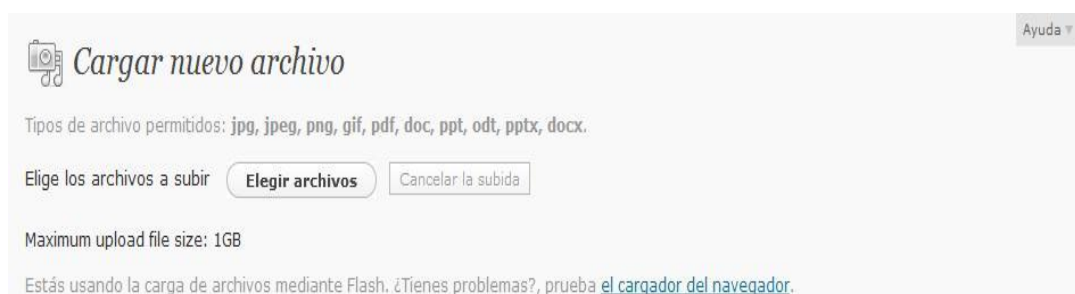 Ayuda
Cargar nuevo archivo
Tipos de archivo permitidos: jpg, jpeg, png, gif, pdf, doc, ppt, odt, pptx, docx.
Elige los archivos a subir Elegir archivos Cancelar la subida
Maximum upload file size: 1GB
Estás usando la carga de archivos mediante Flash. ¿Tienes problemas?, prueba el cargador del navegador.